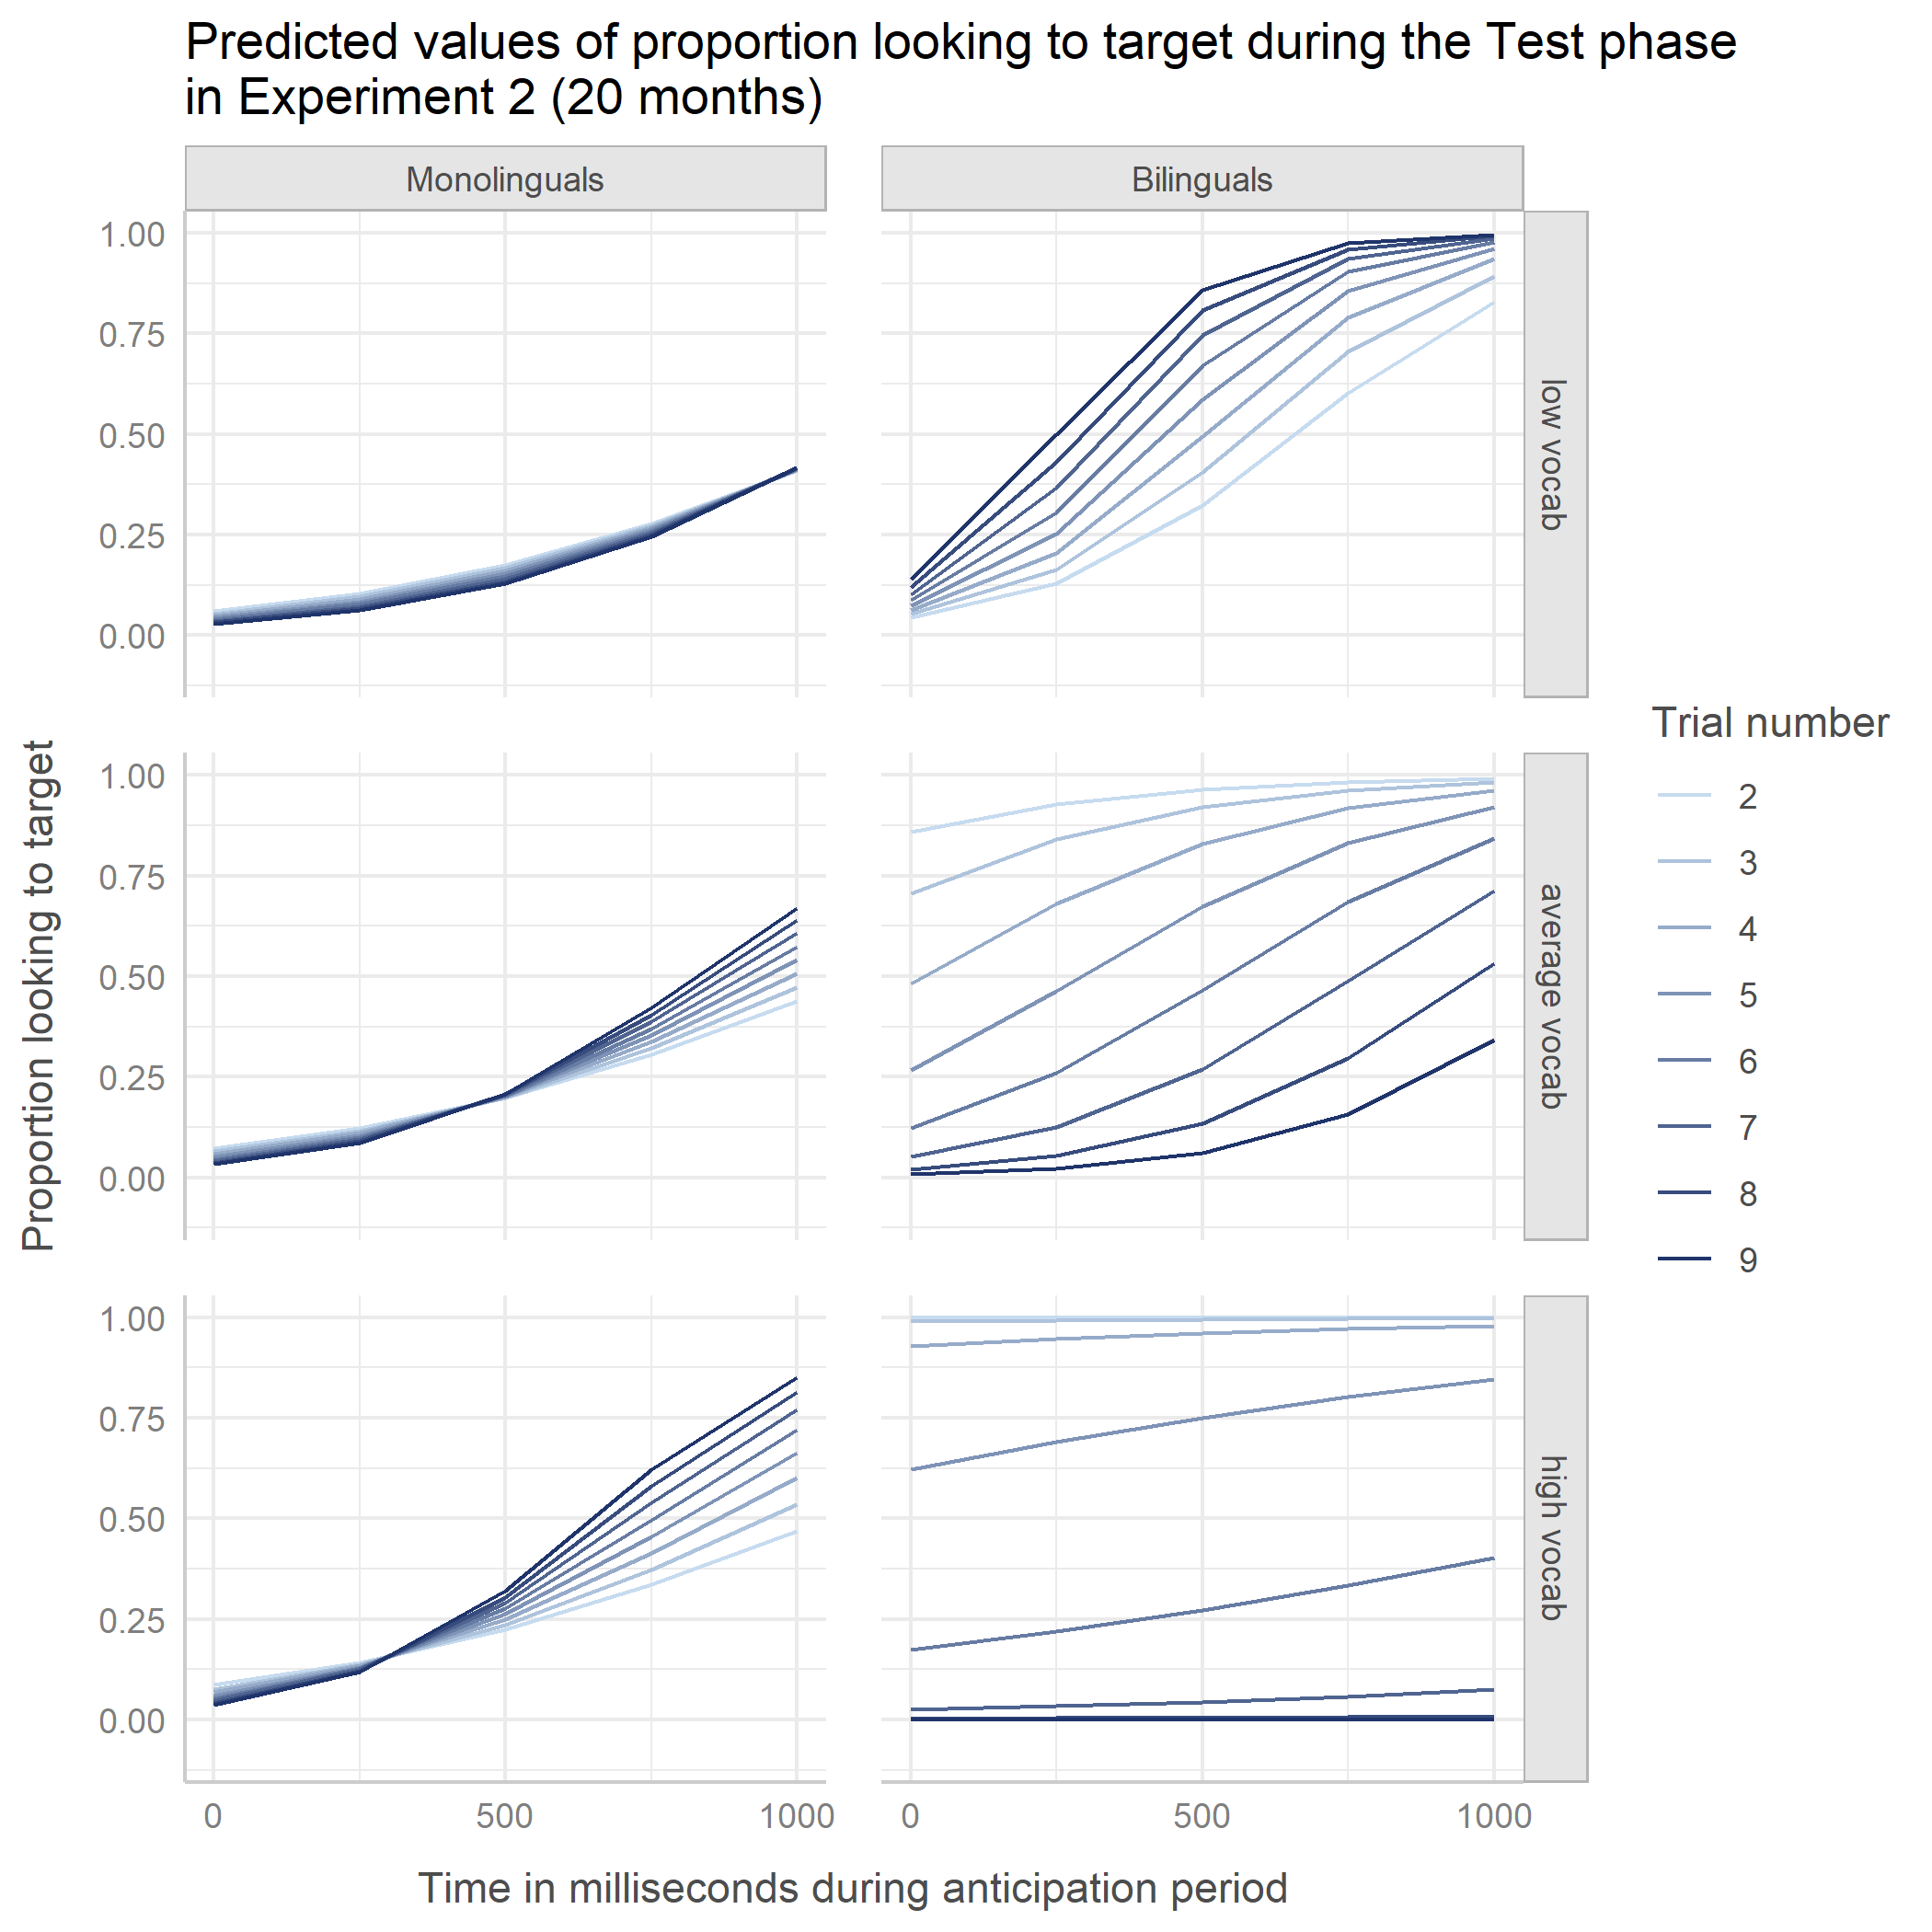 Predicted values of proportion looking to target during the Test phase
in Experiment 2 (20 months)
Monolinguals
Bilinguals
1.00
0.75
0.50
0.25
0.00
low vocab
1.00
0.75
0.50
0.25
0.00
average vocab
1.00
0.75
0.50
0.25
0.00
high vocab
0
500
1000
0
500
1000
Proportion looking to target
Time in milliseconds during anticipation period
Trial number
2
3
4
5
6
7
8
9